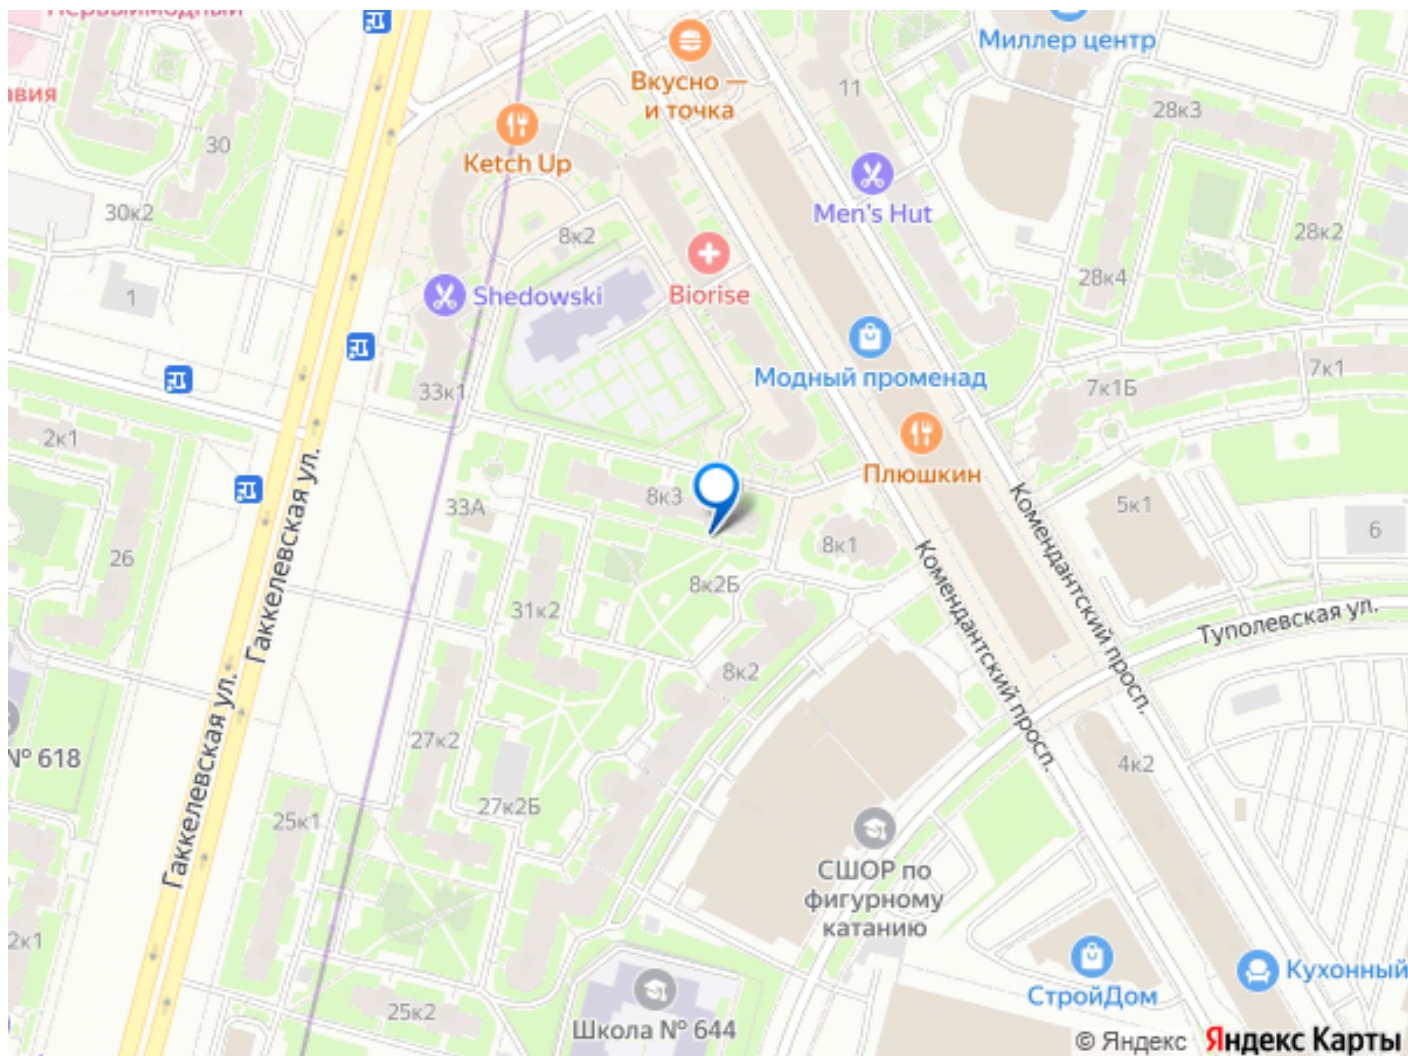 Первыймодный
авия
Миллер центр
Вкусно —
и точка
11
28к3
30
Ketch Up
Men's Hut
30к2
8к2
28к2
1
Shedowski
Biorise
28к4
Модный променад
33к1
7к1Б
7к1
2к1
Плюшкин
33А
8к3
5к1
6
26
8к1
8к2Б
31к2
Гаккелевская ул.
Комендантский просп.
Комендантский просп.
Туполевская ул.
8к2
Гаккелевская ул.
№ 618
27к2
4к2
27к2Б
25к1
СШОР по
фигурному
катанию
2к1
СтройДом
Кухонный
25к2
Школа № 644
© Яндекс Яндекс Карты